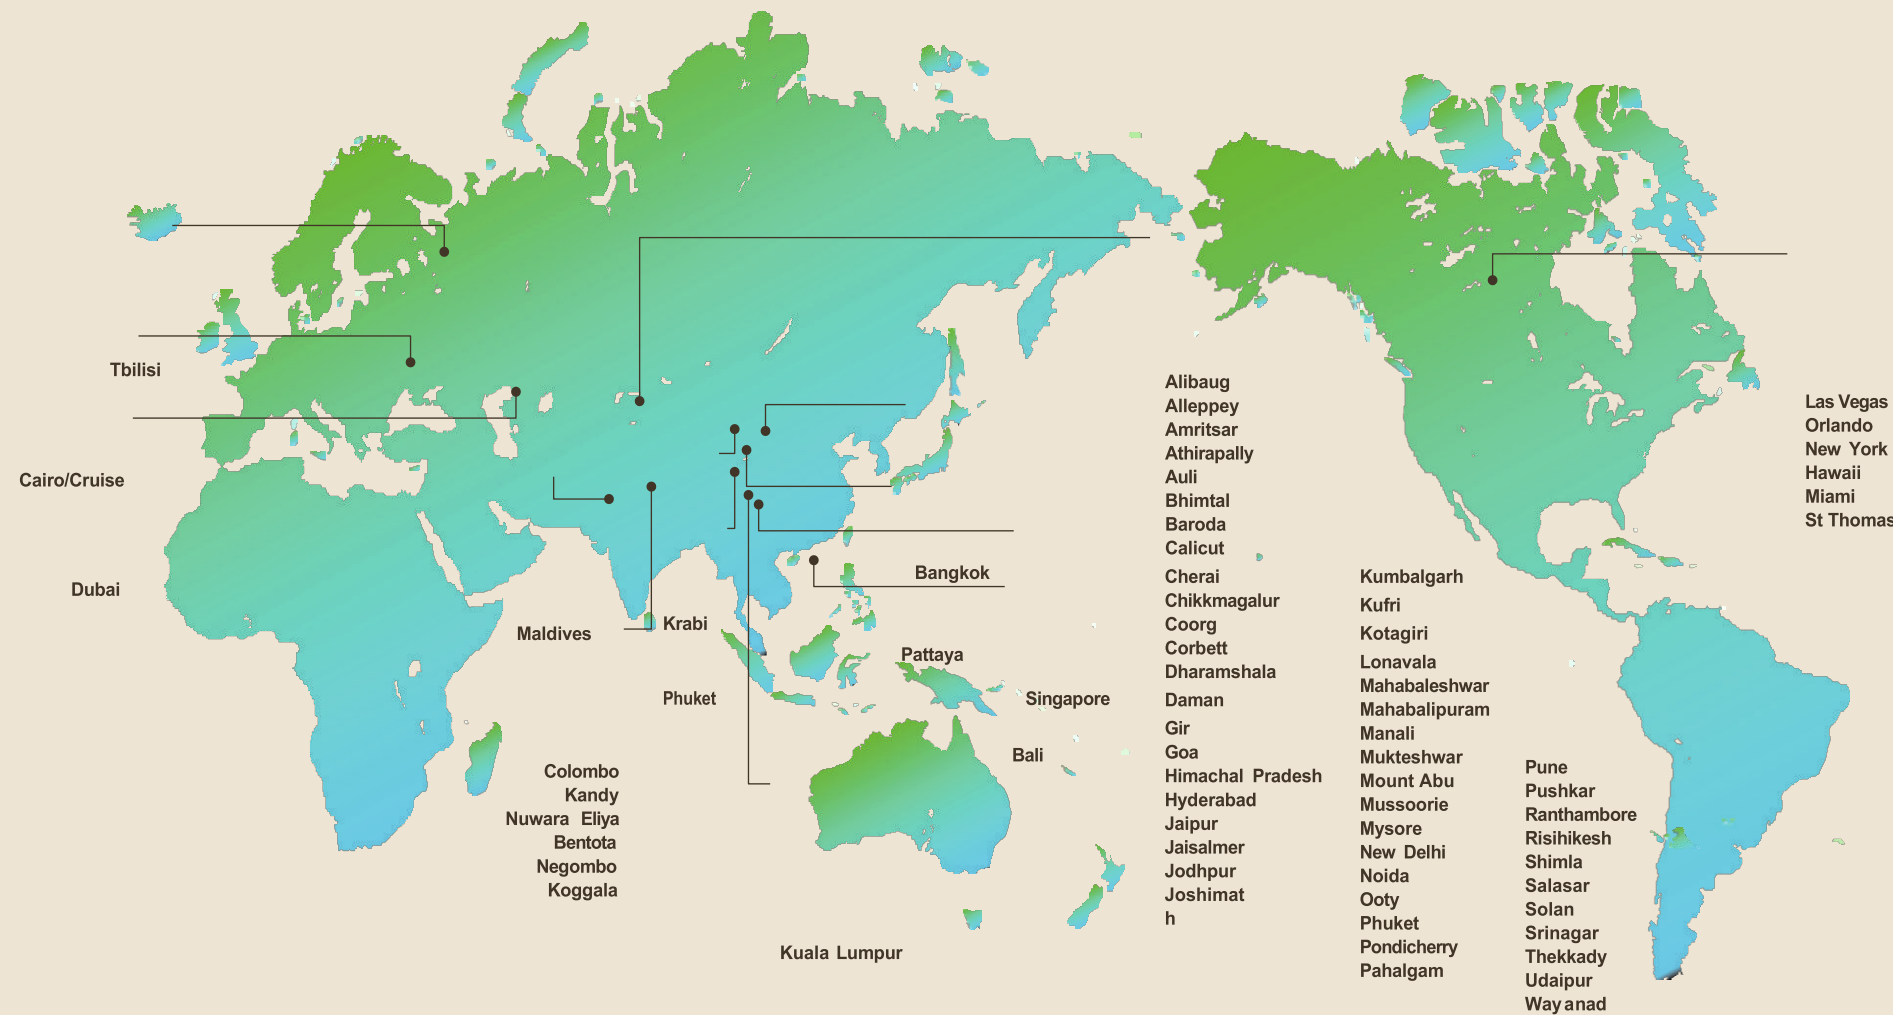 Tbilisi
Cairo/Cruise
Dubai
Maldives
Colombo
Kandy
Nuwara Eliya
Bentota
Negombo
Koggala
Krabi
Phuket
Kuala Lumpur
Bangkok
Pattaya
Singapore
Bali
Alibaug
Alleppey
Amritsar
Athirapally
Auli
Bhimtal
Baroda
Calicut
Cherai
Chikkmagalur
Coorg
Corbett
Dharamshala
Daman
Gir
Goa
Himachal Pradesh
Hyderabad
Jaipur
Jaisalmer
Jodhpur
Joshimat
h
Kumbalgarh
Kufri
Kotagiri
Lonavala
Mahabaleshwar
Mahabalipuram
Manali
Mukteshwar
Mount Abu
Mussoorie
Mysore
New Delhi
Noida
Ooty
Phuket
Pondicherry
Pahalgam
Pune
Pushkar
Ranthambore
Risihikesh
Shimla
Salasar
Solan
Srinagar
Thekkady
Udaipur
Wayanad
Las Vegas
Orlando
New York
Hawaii
Miami
St Thomas